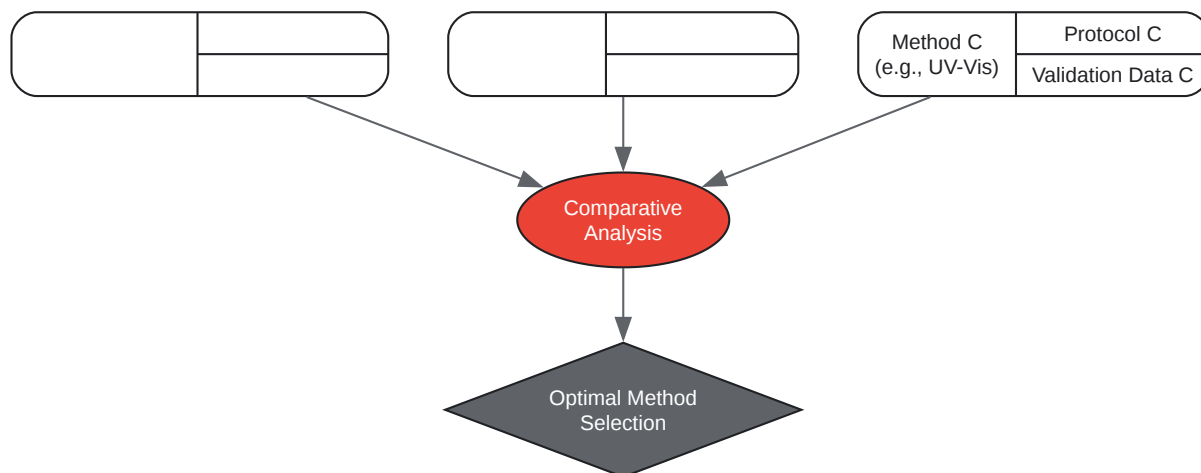 Method C
(e.g., UV-Vis)
Protocol C
Validation Data C
Comparative
Analysis
Optimal Method
Selection